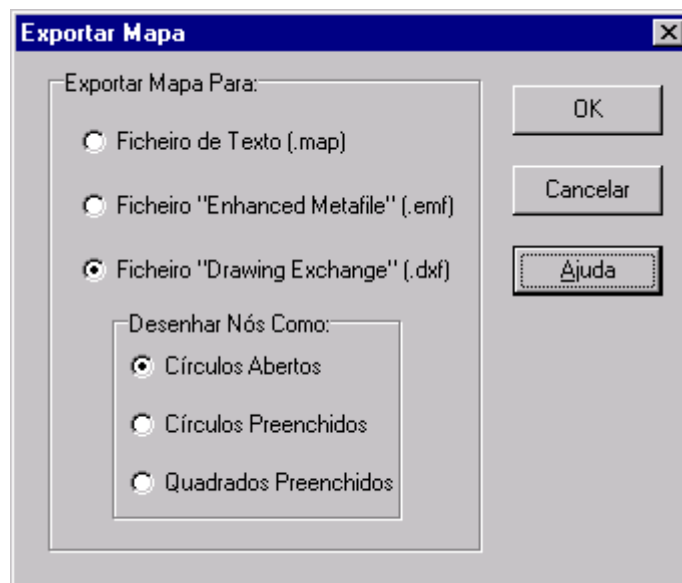 Exportar Mapa
Exportar Mapa Para:
Ficheiro de Texto (.map)
Ficheiro "Enhanced Metafile" (.emf)
Ficheiro "Drawing Exchange" (.dxf)
Desenhar Nós Como:
Círculos Abertos
Círculos Preenchidos
Quadrados Preenchidos
OK
Cancelar
Ajuda